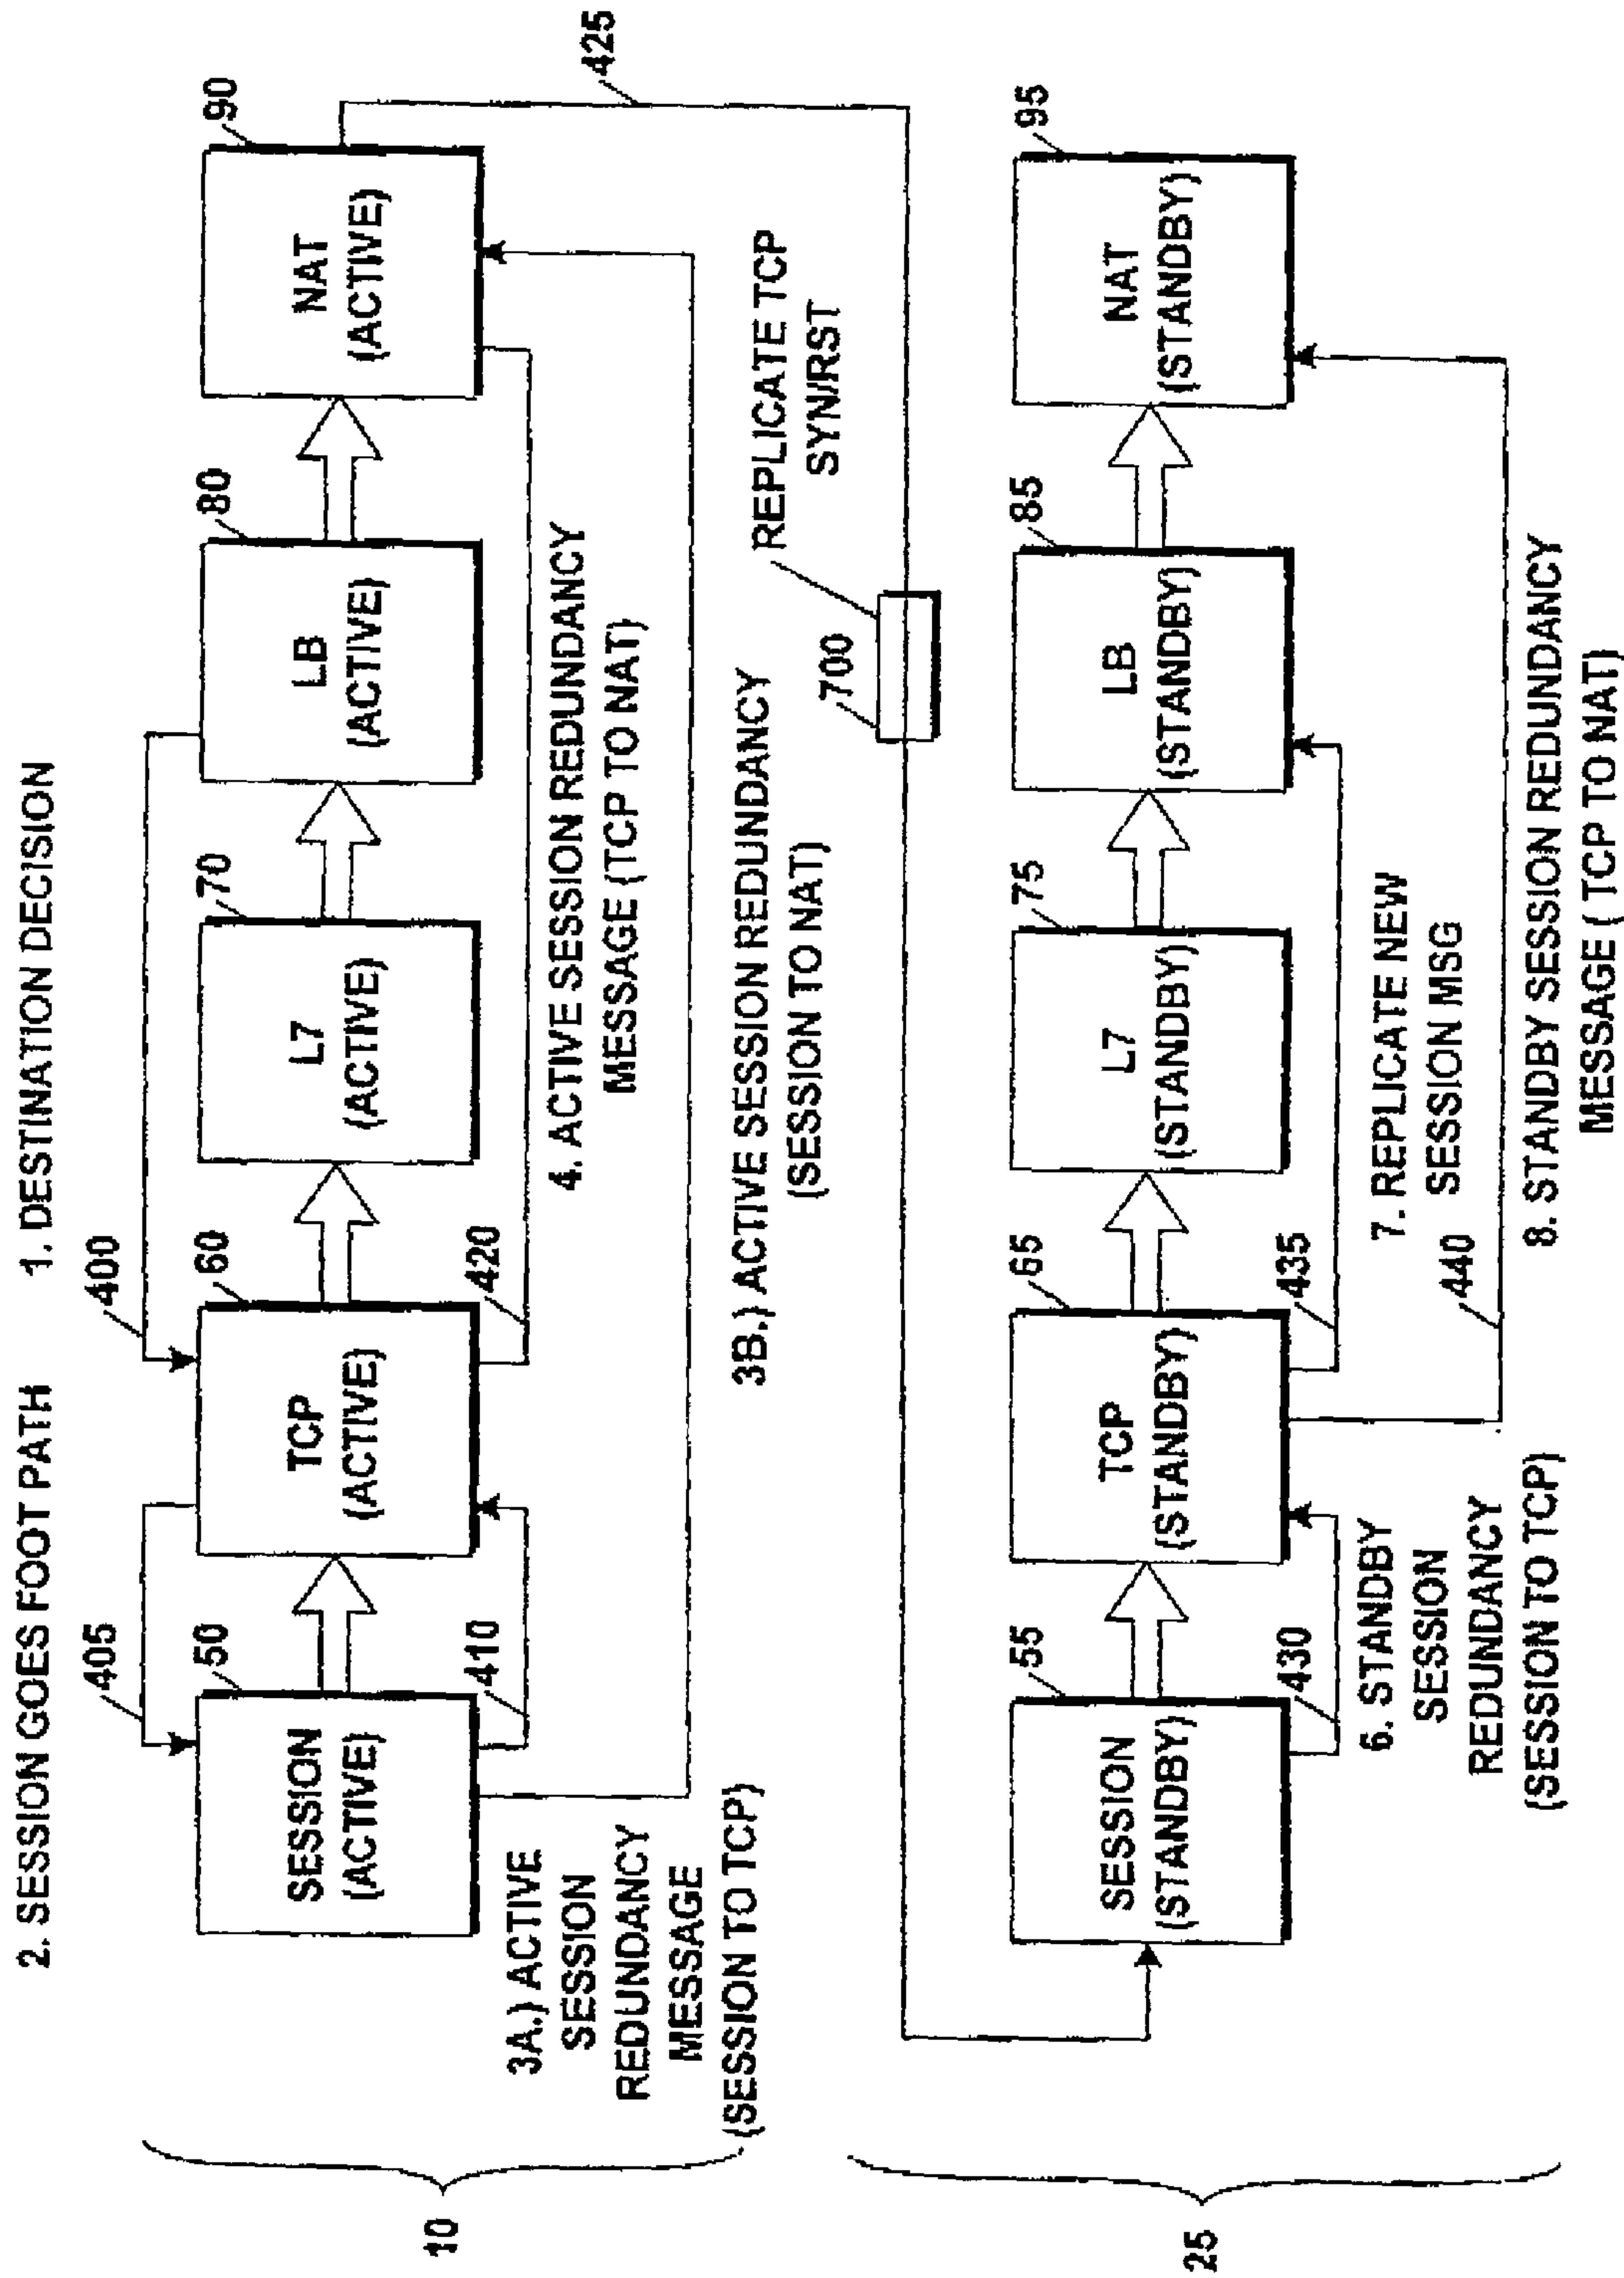 2. SESSION GOES FOOT PATH
1. DESTINATION DECISION
405
400
50
60
70
80
90
SESSION
(ACTIVE)
TCP
(ACTIVE)
L7
(ACTIVE)
LB
(ACTIVE)
NAT
(ACTIVE)
410
420
425
10
3A.) ACTIVE
SESSION
REDUNDANCY
MESSAGE
(SESSION TO TCP)
4. ACTIVE SESSION REDUNDANCY
MESSAGE (TCP TO NAT)
3B.) ACTIVE SESSION REDUNDANCY
(SESSION TO NAT)
700
REPLICATE TCP
SYN/RST
55
65
75
85
95
SESSION
(STANDBY)
TCP
(STANDBY)
L7
(STANDBY)
LB
(STANDBY)
NAT
(STANDBY)
430
435
440
25
6. STANDBY
SESSION
REDUNDANCY
(SESSION TO TCP)
7. REPLICATE NEW
SESSION MSG
8. STANDBY SESSION REDUNDANCY
MESSAGE ( TCP TO NAT)